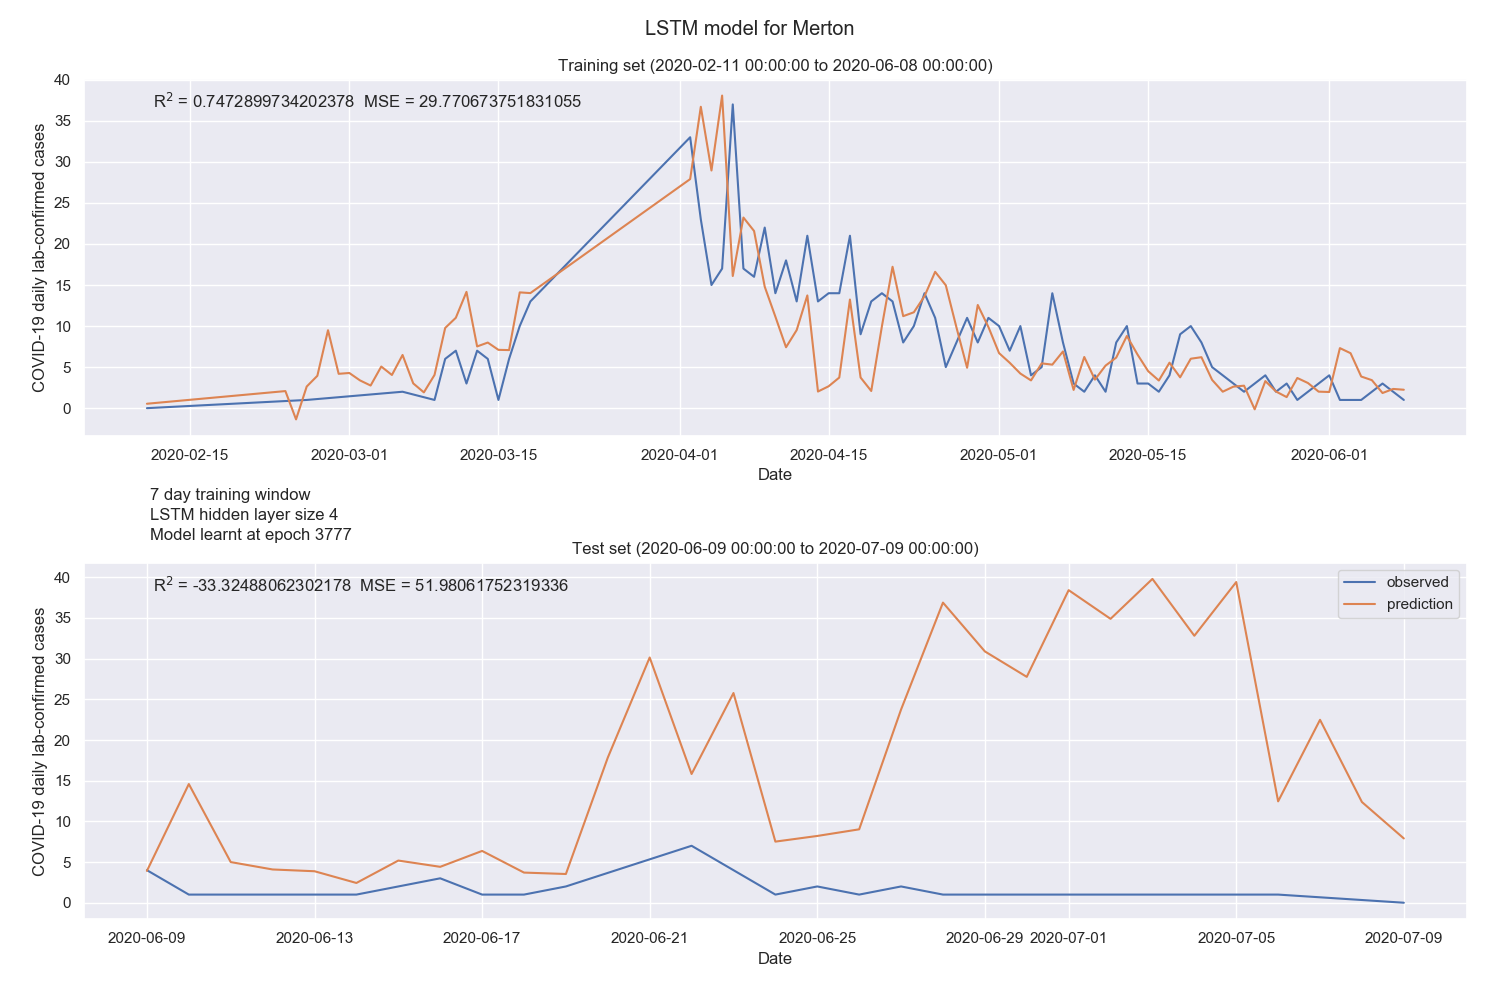 LSTM model for Merton
Training set (2020-02-11 00:00:00 to 2020-06-08 00:00:00)
R² = 0.7472899734202378  MSE = 29.770673751831055
COVID-19 daily lab-confirmed cases
40
35
30
25
20
15
10
5
0
2020-02-15 2020-03-01 2020-03-15 2020-04-01 2020-04-15 2020-05-01 2020-05-15 2020-06-01
Date
7 day training window
LSTM hidden layer size 4
Model learnt at epoch 3777
Test set (2020-06-09 00:00:00 to 2020-07-09 00:00:00)
R² = -33.32488062302178  MSE = 51.98061752319336
observed
prediction
COVID-19 daily lab-confirmed cases
40
35
30
25
20
15
10
5
0
2020-06-09 2020-06-13 2020-06-17 2020-06-21 2020-06-25 2020-06-29 2020-07-01 2020-07-05 2020-07-09
Date